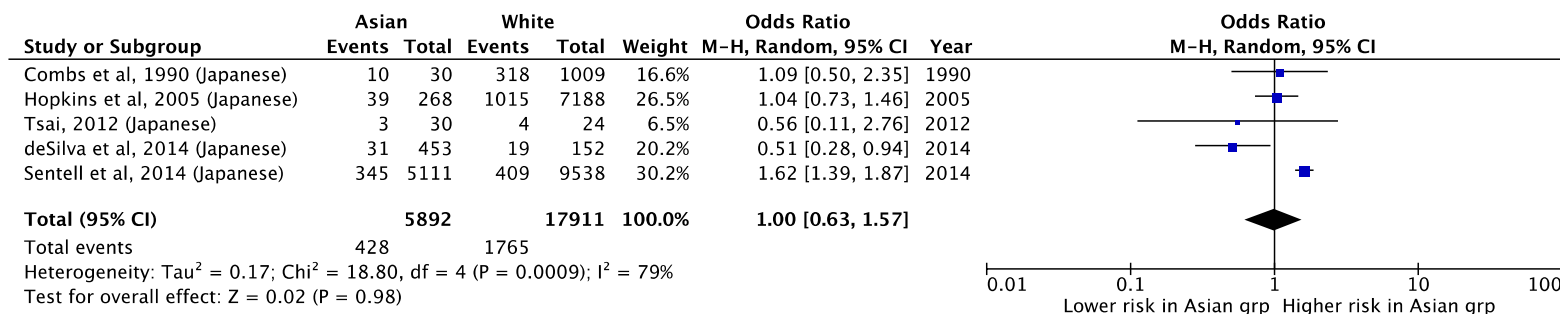 Asian White Odds Ratio Odds Ratio
Study or Subgroup Events Total Events Total Weight M-H, Random, 95% CI Year M-H, Random, 95% CI
Combs et al, 1990 (Japanese) 10 30 318 1009 16.6% 1.09 [0.50, 2.35] 1990
Hopkins et al, 2005 (Japanese) 39 268 1015 7188 26.5% 1.04 [0.73, 1.46] 2005
Tsai, 2012 (Japanese) 3 30 4 24 6.5% 0.56 [0.11, 2.76] 2012
deSilva et al, 2014 (Japanese) 31 453 19 152 20.2% 0.51 [0.28, 0.94] 2014
Sentell et al, 2014 (Japanese) 345 5111 409 9538 30.2% 1.62 [1.39, 1.87] 2014
Total (95% CI) 5892 17911 100.0% 1.00 [0.63, 1.57]
Total events 428 1765
Heterogeneity: Tau² = 0.17; Chi² = 18.80, df = 4 (P = 0.0009); I² = 79%
Test for overall effect: Z = 0.02 (P = 0.98)
0.01 0.1 1 10 100
Lower risk in Asian grp Higher risk in Asian grp